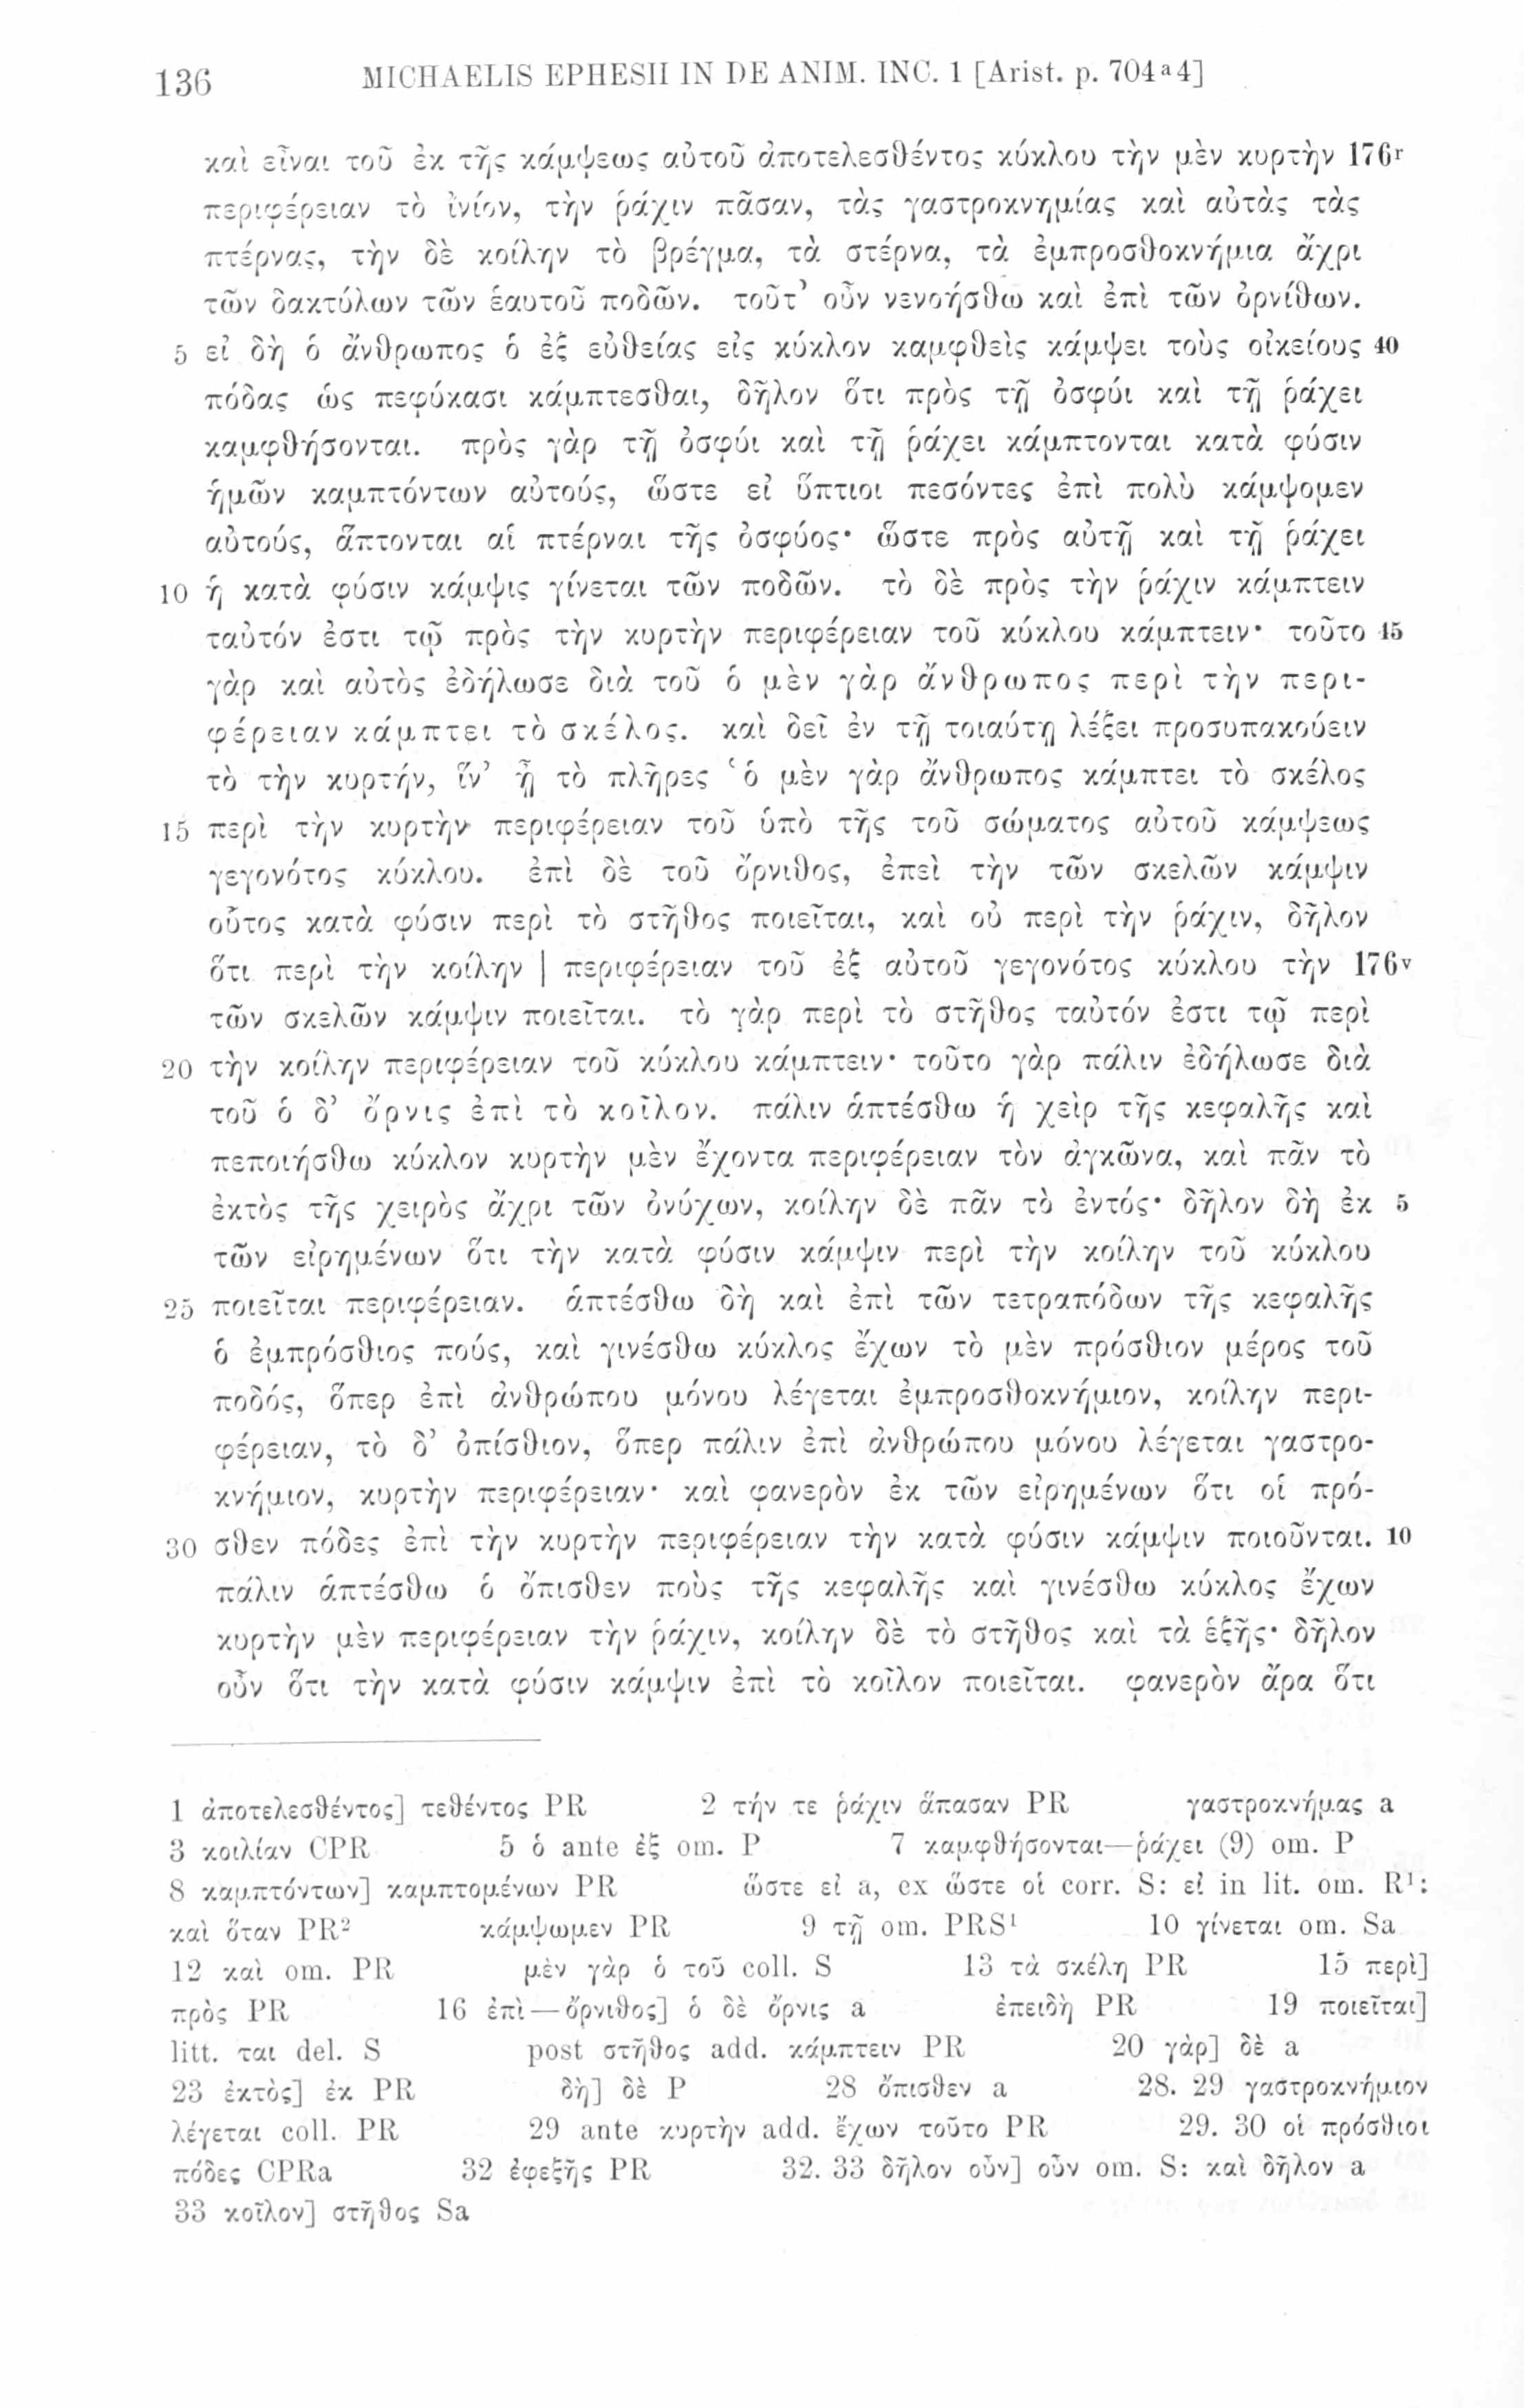 136 MICHAELIS EPHESII IN DE ANIM. INC. 1 [Arist. p. 704ᵃ4]
καὶ εἶναι τοῦ ἐκ τῆς κάμψεως αὐτοῦ ἀποτελεσθέντος κύκλου τὴν μὲν κυρτὴν 176ʳ
περιφέρειαν τὸ ἰνίον, τὴν ῥάχιν πᾶσαν, τὰς γαστροκνημίας καὶ αὐτὰς τὰς
πτέρνας, τὴν δὲ κοίλην τὸ βρέγμα, τὰ στέρνα, τὰ ἐμπροσθοκνήμια ἄχρι
τῶν δακτύλων τῶν ἑαυτοῦ ποδῶν. τοῦτ’ οὖν νενοήσθω καὶ ἐπὶ τῶν ὀρνίθων.
5 εἰ δὴ ὁ ἄνθρωπος ὁ ἐξ εὐθείας εἰς κύκλον καμφθεὶς κάμψει τοὺς οἰκείους 40
πόδας ὡς πεφύκασι κάμπτεσθαι, δῆλον ὅτι πρὸς τῇ ὀσφύι καὶ τῇ ῥάχει
καμφθήσονται. πρὸς γὰρ τῇ ὀσφύι καὶ τῇ ῥάχει κάμπτονται κατὰ φύσιν
ἡμῶν καμπτόντων αὐτούς, ὥστε εἰ ὕπτιοι πεσόντες ἐπὶ πολὺ κάμψομεν
αὐτούς, ἅπτονται αἱ πτέρναι τῆς ὀσφύος· ὥστε πρὸς αὐτῇ καὶ τῇ ῥάχει
10 ἡ κατὰ φύσιν κάμψις γίνεται τῶν ποδῶν. τὸ δὲ πρὸς τὴν ῥάχιν κάμπτειν
ταὐτόν ἐστι τῷ πρὸς τὴν κυρτὴν περιφέρειαν τοῦ κύκλου κάμπτειν· τοῦτο 45
γὰρ καὶ αὐτὸς ἐδήλωσε διὰ τοῦ ὁ μὲν γὰρ ἄνθρωπος περὶ τὴν περι-
φέρειαν κάμπτει τὸ σκέλος. καὶ δεῖ ἐν τῇ τοιαύτῃ λέξει προσυπακούειν
τὸ τὴν κυρτήν, ἵν’ ᾖ τὸ πλῆρες ‘ὁ μὲν γὰρ ἄνθρωπος κάμπτει τὸ σκέλος
15 περὶ τὴν κυρτὴν περιφέρειαν τοῦ ὑπὸ τῆς τοῦ σώματος αὐτοῦ κάμψεως
γεγονότος κύκλου. ἐπὶ δὲ τοῦ ὄρνιθος, ἐπεὶ τὴν τῶν σκελῶν κάμψιν
οὗτος κατὰ φύσιν περὶ τὸ στῆθος ποιεῖται, καὶ οὐ περὶ τὴν ῥάχιν, δῆλον
ὅτι περὶ τὴν κοίλην | περιφέρειαν τοῦ ἐξ αὐτοῦ γεγονότος κύκλου τὴν 176ᵛ
τῶν σκελῶν κάμψιν ποιεῖται. τὸ γὰρ περὶ τὸ στῆθος ταὐτόν ἐστι τῷ περὶ
20 τὴν κοίλην περιφέρειαν τοῦ κύκλου κάμπτειν· τοῦτο γὰρ πάλιν ἐδήλωσε διὰ
τοῦ ὁ δ’ ὄρνις ἐπὶ τὸ κοῖλον. πάλιν ἁπτέσθω ἡ χεὶρ τῆς κεφαλῆς καὶ
πεποιήσθω κύκλον κυρτὴν μὲν ἔχοντα περιφέρειαν τὸν ἀγκῶνα, καὶ πᾶν τὸ
ἐκτὸς τῆς χειρὸς ἄχρι τῶν ὀνύχων, κοίλην δὲ πᾶν τὸ ἐντός· δῆλον δὴ ἐκ 5
τῶν εἰρημένων ὅτι τὴν κατὰ φύσιν κάμψιν περὶ τὴν κοίλην τοῦ κύκλου
25 ποιεῖται περιφέρειαν. ἁπτέσθω δὴ καὶ ἐπὶ τῶν τετραπόδων τῆς κεφαλῆς
ὁ ἐμπρόσθιος πούς, καὶ γινέσθω κύκλος ἔχων τὸ μὲν πρόσθιον μέρος τοῦ
ποδός, ὅπερ ἐπὶ ἀνθρώπου μόνου λέγεται ἐμπροσθοκνήμιον, κοίλην περι-
φέρειαν, τὸ δ’ ὀπίσθιον, ὅπερ πάλιν ἐπὶ ἀνθρώπου μόνου λέγεται γαστρο-
κνήμιον, κυρτὴν περιφέρειαν· καὶ φανερὸν ἐκ τῶν εἰρημένων ὅτι οἱ πρό-
30 σθεν πόδες ἐπὶ τὴν κυρτὴν περιφέρειαν τὴν κατὰ φύσιν κάμψιν ποιοῦνται. 10
πάλιν ἁπτέσθω ὁ ὄπισθεν ποὺς τῆς κεφαλῆς καὶ γινέσθω κύκλος ἔχων
κυρτὴν μὲν περιφέρειαν τὴν ῥάχιν, κοίλην δὲ τὸ στῆθος καὶ τὰ ἑξῆς· δῆλον
οὖν ὅτι τὴν κατὰ φύσιν κάμψιν ἐπὶ τὸ κοῖλον ποιεῖται. φανερὸν ἄρα ὅτι
1 ἀποτελεσθέντος] τεθέντος PR 2 τήν τε ῥάχιν ἅπασαν PR γαστροκνήμας a
3 κοιλίαν CPR 5 ὁ ante ἐξ om. P 7 καμφθήσονται—ῥάχει (9) om. P
8 καμπτόντων] καμπτομένων PR ὥστε εἰ a, ex ὥστε οἱ corr. S: εἰ in lit. om. R¹:
καὶ ὅταν PR² κάμψωμεν PR 9 τῇ om. PRS¹ 10 γίνεται om. Sa
12 καὶ om. PR μὲν γὰρ ὁ τοῦ coll. S 13 τὰ σκέλη PR 15 περὶ]
πρὸς PR 16 ἐπὶ—ὄρνιθος] ὁ δὲ ὄρνις a ἐπειδὴ PR 19 ποιεῖται]
litt. ται del. S post στῆθος add. κάμπτειν PR 20 γὰρ] δὲ a
23 ἐκτὸς] ἐκ PR δὴ] δὲ P 28 ὄπισθεν a 28. 29 γαστροκνήμιον
λέγεται coll. PR 29 ante κυρτὴν add. ἔχων τοῦτο PR 29. 30 οἱ πρόσθιοι
πόδες CPRa 32 ἐφεξῆς PR 32. 33 δῆλον οὖν] οὖν om. S: καὶ δῆλον a
33 κοῖλον] στῆθος Sa